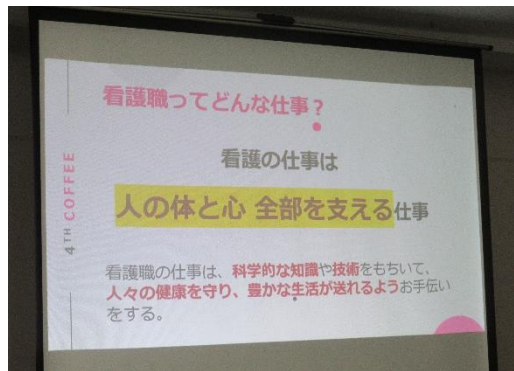 看護職ってどんな仕事?
看護の仕事は
人の体と心 全部を支える仕事
看護職の仕事は、科学的な知識や技術をもちいて、
人々の健康を守り、豊かな生活が送れるようお手伝い
をする。
4TH COFFEE